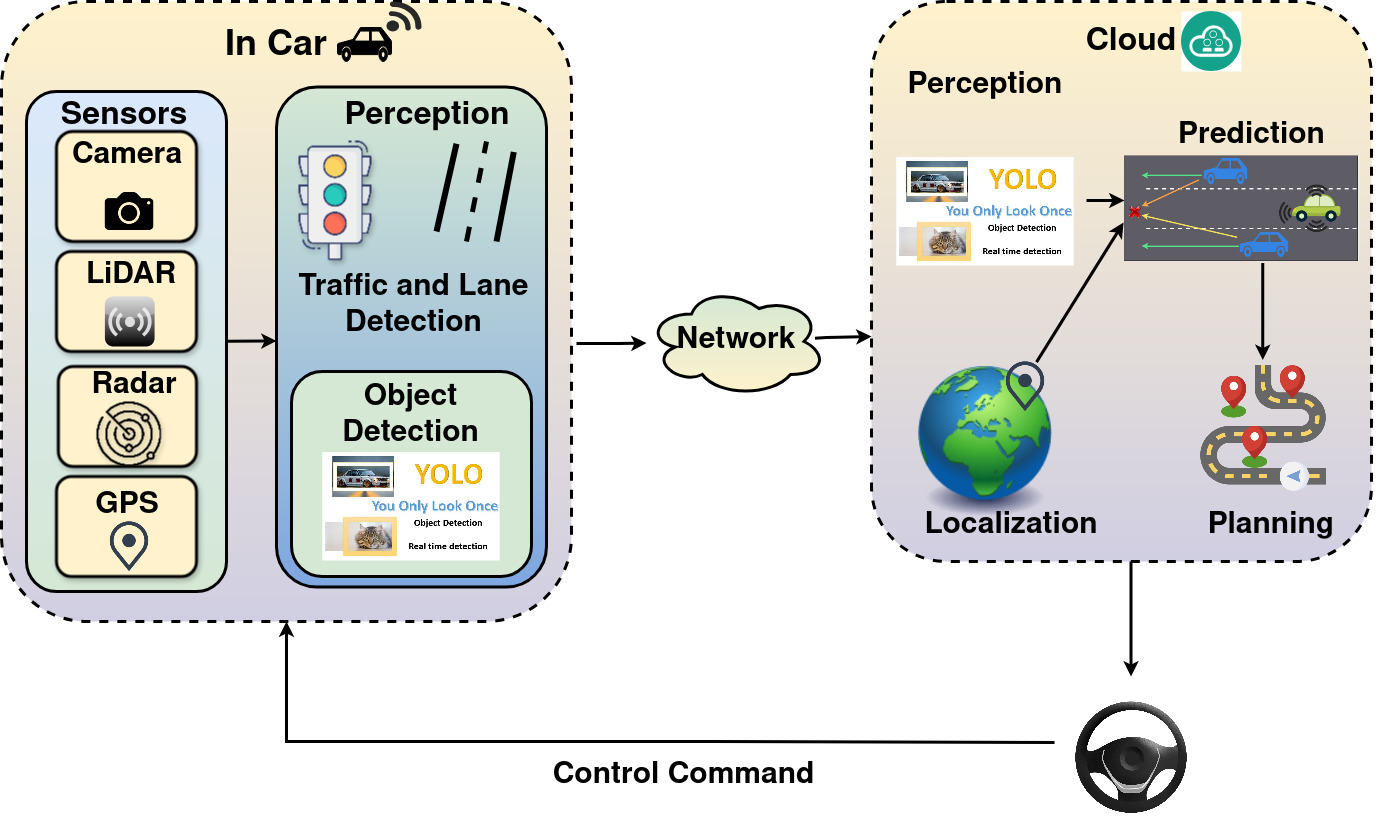 In Car
Sensors
Camera
LiDAR
Radar
GPS
Perception
Traffic and Lane
Detection
Object
Detection
YOLO
You Only Look Once
Object Detection
Real time detection
Network
Cloud
Perception
YOLO
You Only Look Once
Object Detection
Real time detection
Prediction
Localization
Planning
Control Command